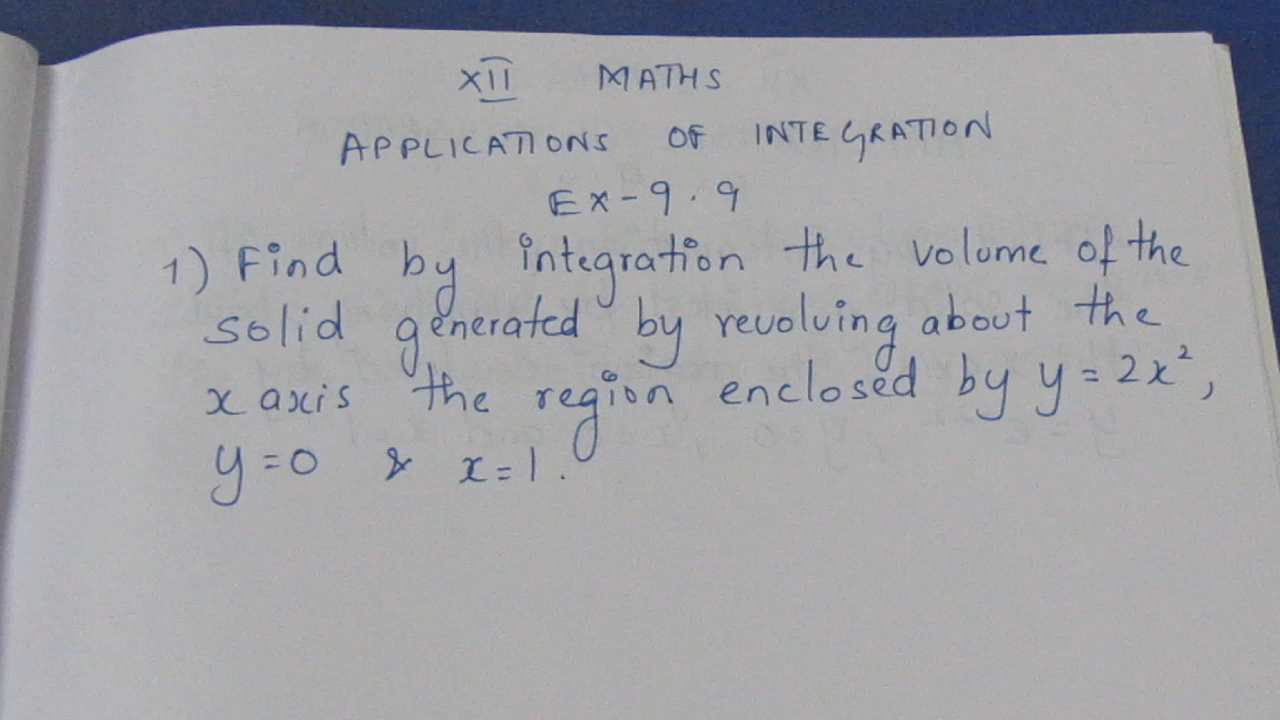 XII MATHS
APPLICATIONS OF INTEGRATION
Ex-9.9
1) Find by integration the volume of the
solid generated by revolving about the
x axis the region enclosed by y=2x²,
y=0 & x=1.